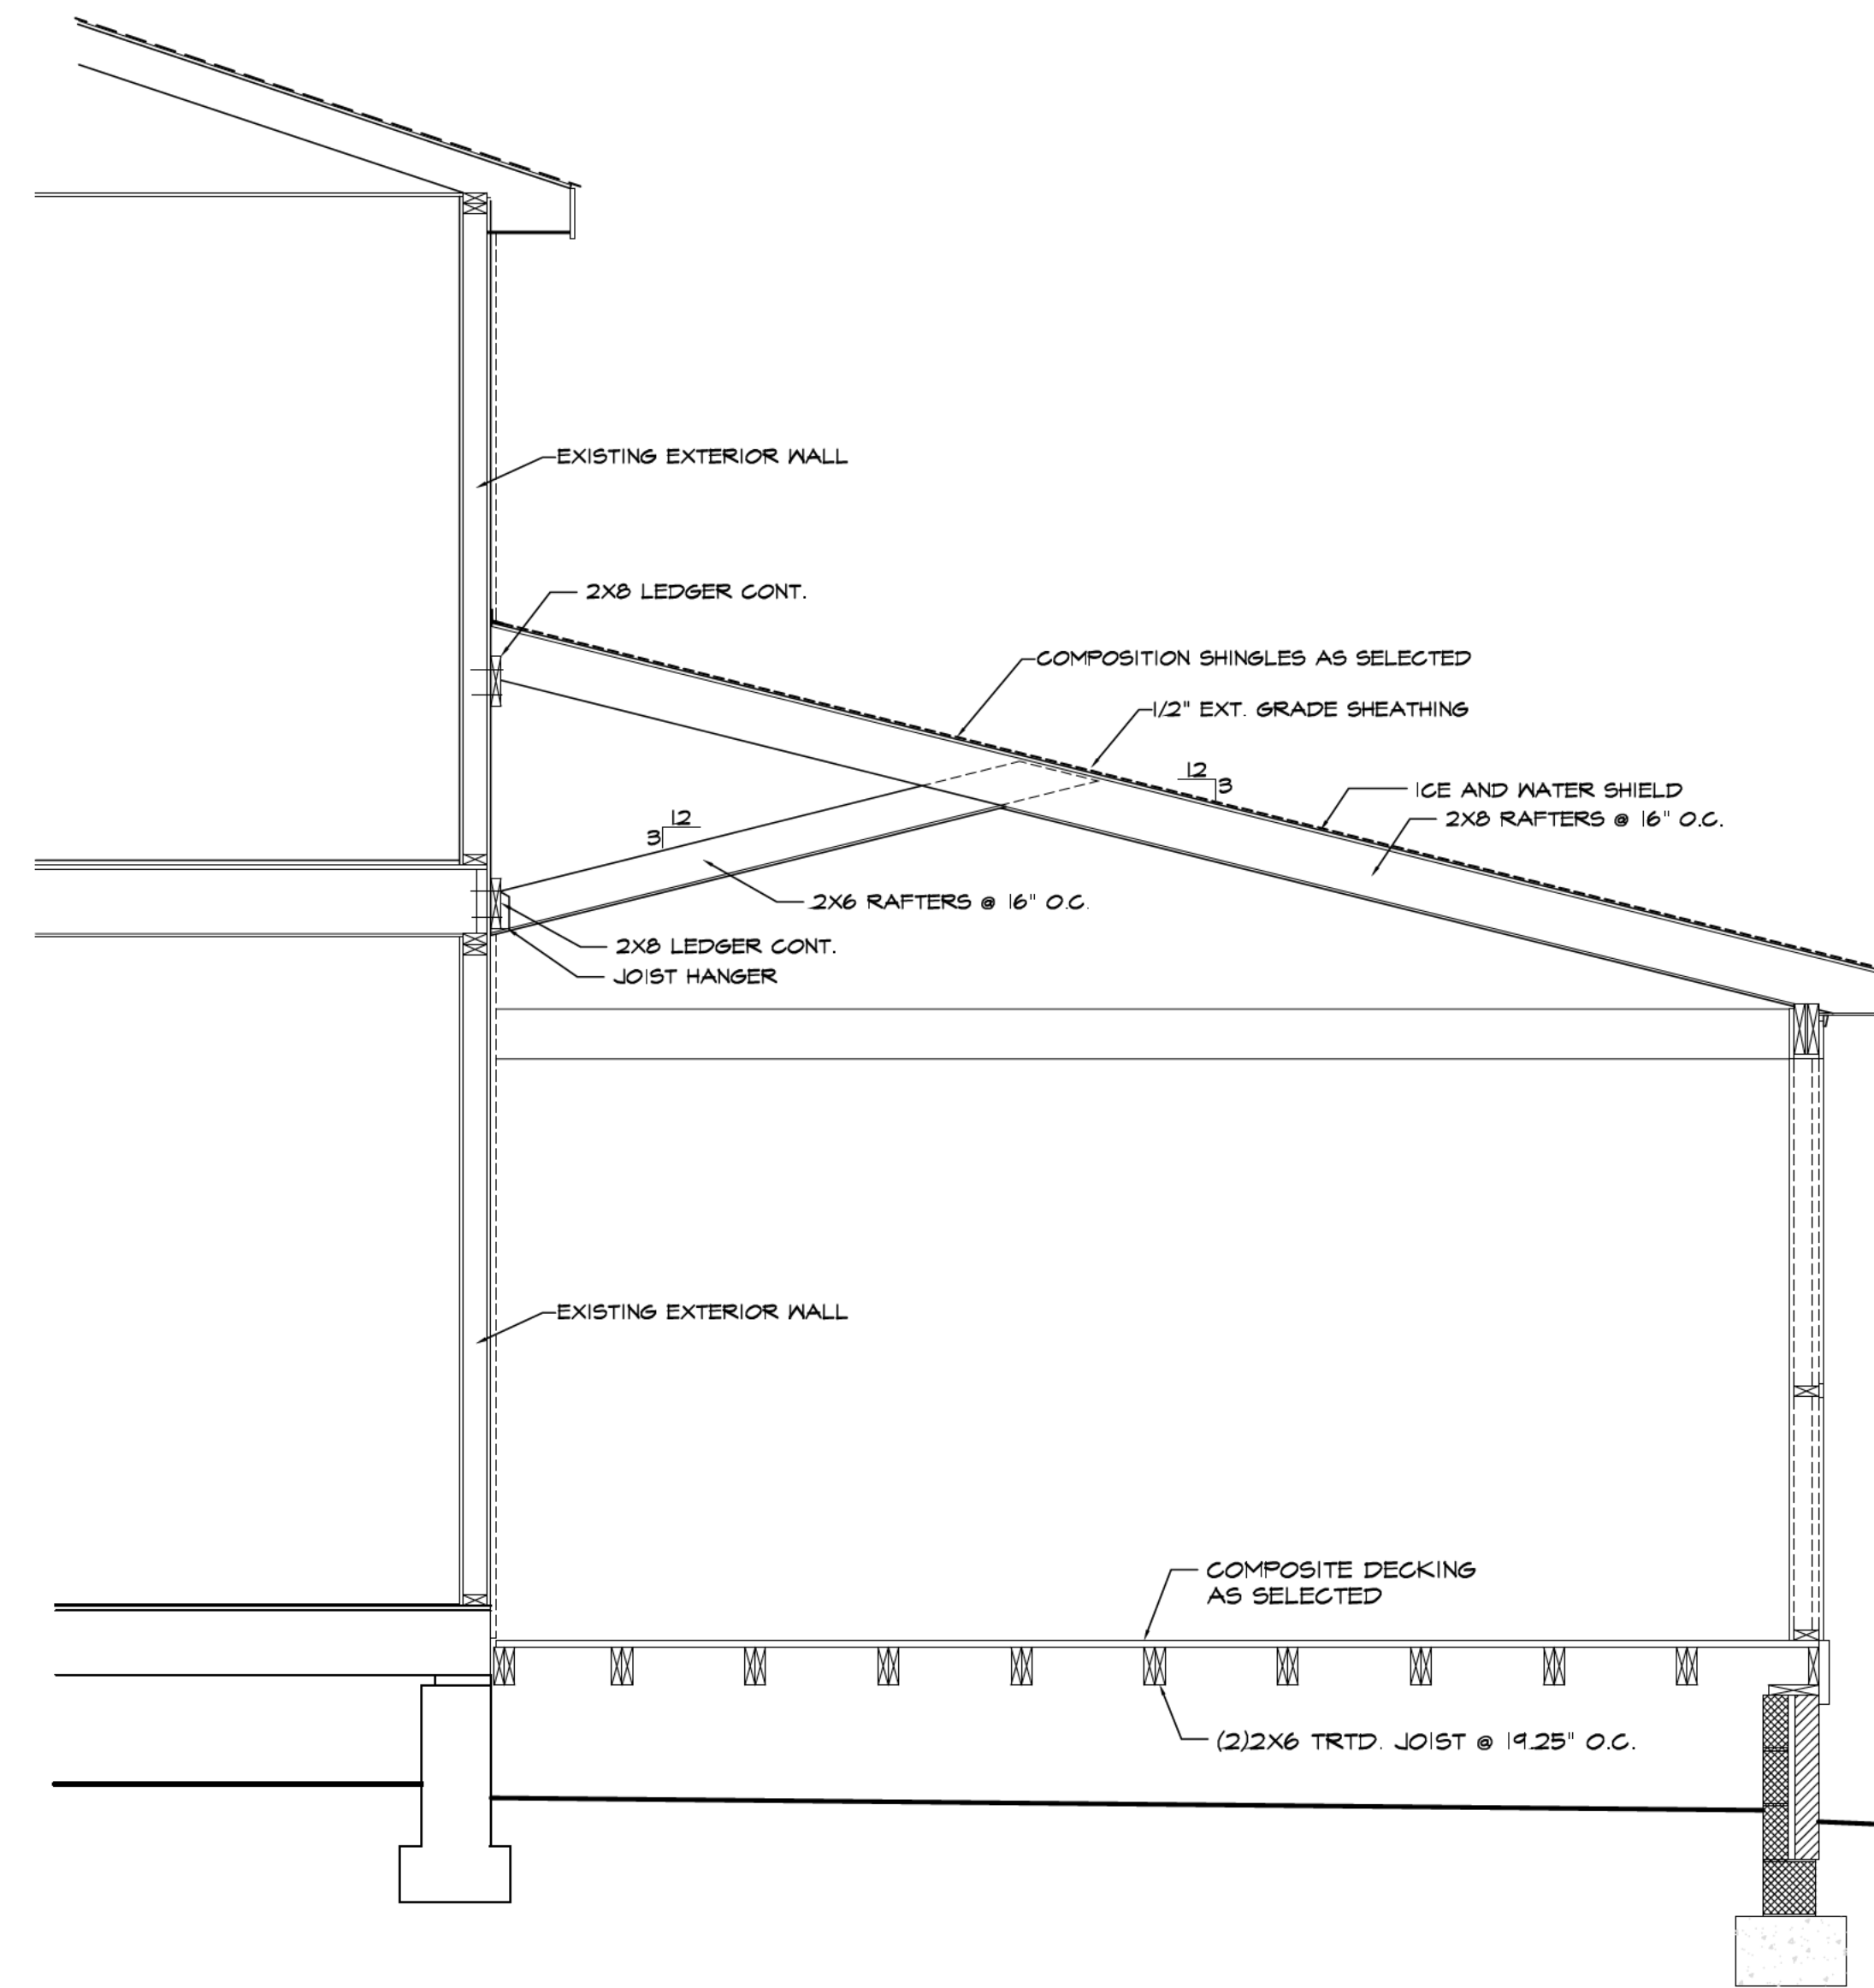 EXISTING EXTERIOR WALL
2X8 LEDGER CONT.
COMPOSITION SHINGLES AS SELECTED
1/2" EXT. GRADE SHEATHING
12
3
ICE AND WATER SHIELD
2X8 RAFTERS @ 16" O.C.
12
3
2X6 RAFTERS @ 16" O.C.
2X8 LEDGER CONT.
JOIST HANGER
EXISTING EXTERIOR WALL
COMPOSITE DECKING
AS SELECTED
(2)2X6 TRTD. JOIST @ 19.25" O.C.